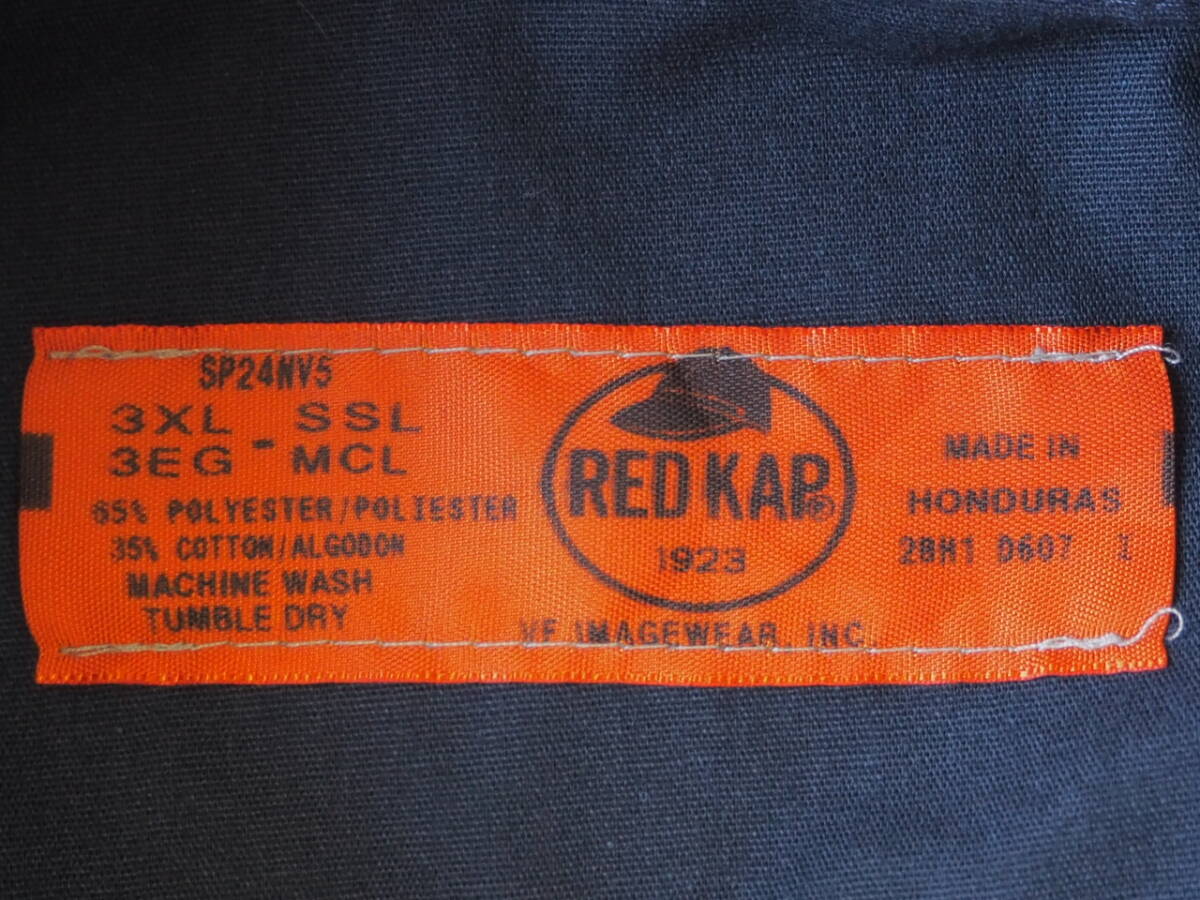 SP24NV5
3XL - SSL
3EG - MCL
65% POLYESTER/POLIESTER
35% COTTON/ALGODON
MACHINE WASH
TUMBLE DRY
RED KAP®
1923
VF IMAGEWEAR, INC.
MADE IN
HONDURAS
28H1 D607 1